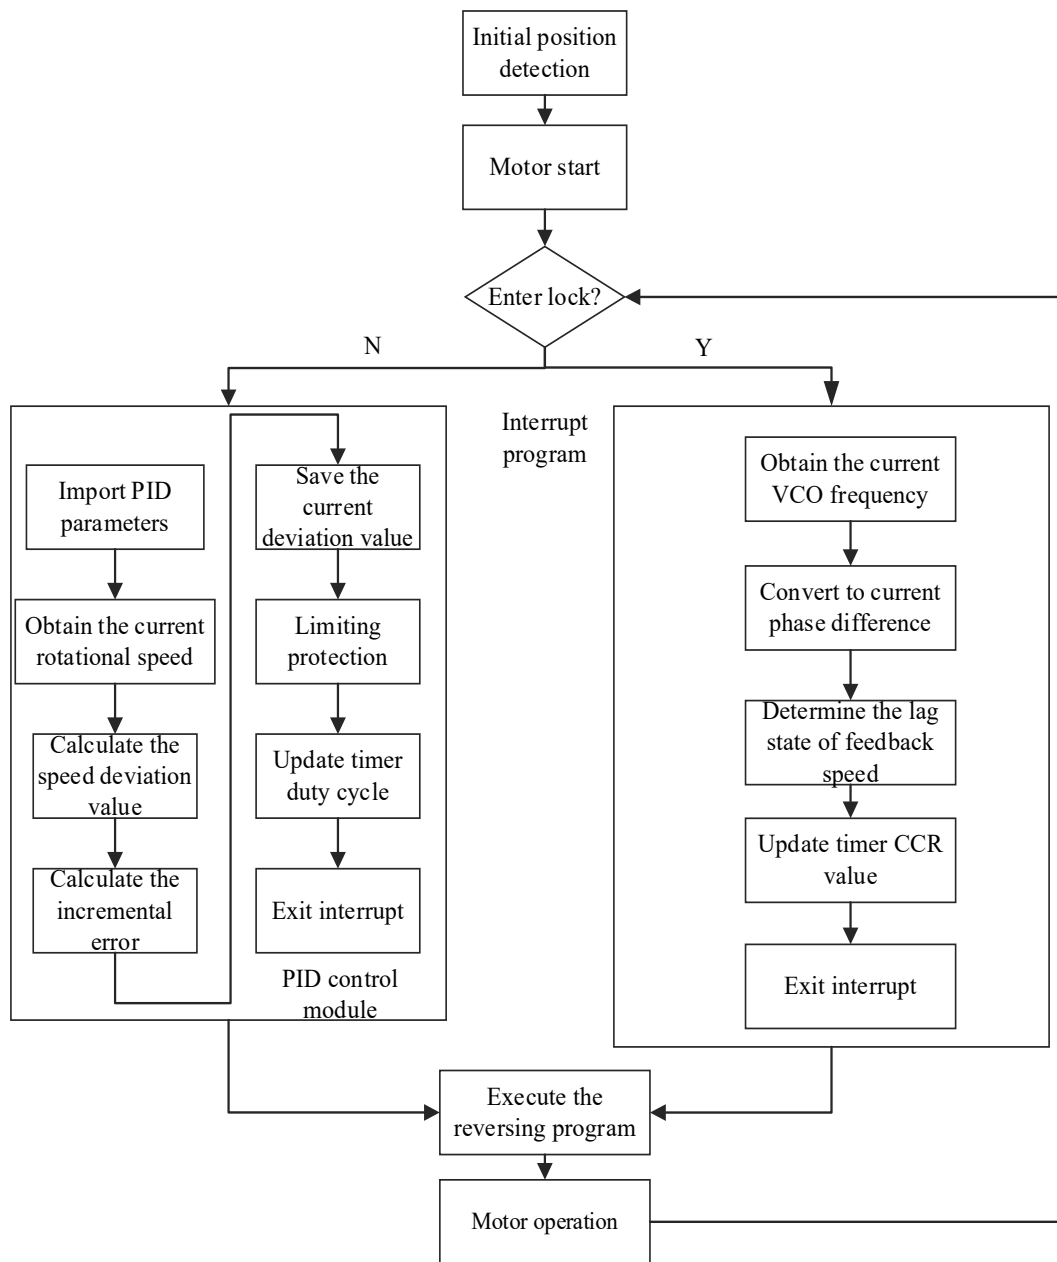 Initial position
detection
Motor start
Enter lock?
N
Y
Interrupt
program
Import PID
parameters
Obtain the current
rotational speed
Calculate the
speed deviation
value
Calculate the
incremental
error
Save the
current
deviation value
Limiting
protection
Update timer
duty cycle
Exit interrupt
PID control
module
Obtain the current
VCO frequency
Convert to current
phase difference
Determine the lag
state of feedback
speed
Update timer CCR
value
Exit interrupt
Execute the
reversing program
Motor operation